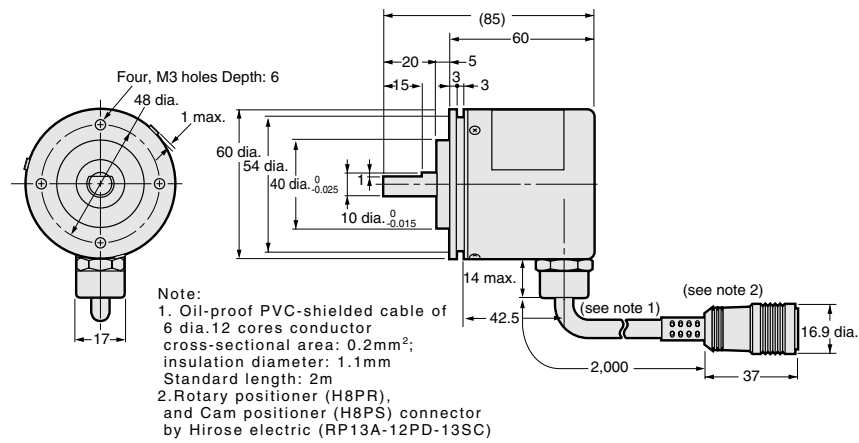 (85)
60
20
5
15
3
3
Four, M3 holes Depth: 6
48 dia.
1 max.
60 dia.
54 dia.
40 dia. 0 -0.025
1
10 dia. 0 -0.015
14 max.
42.5
(see note 1)
(see note 2)
16.9 dia.
2,000
37
17
Note:
1. Oil-proof PVC-shielded cable of
6 dia.12 cores conductor
cross-sectional area: 0.2mm²;
insulation diameter: 1.1mm
Standard length: 2m
2.Rotary positioner (H8PR),
and Cam positioner (H8PS) connector
by Hirose electric (RP13A-12PD-13SC)